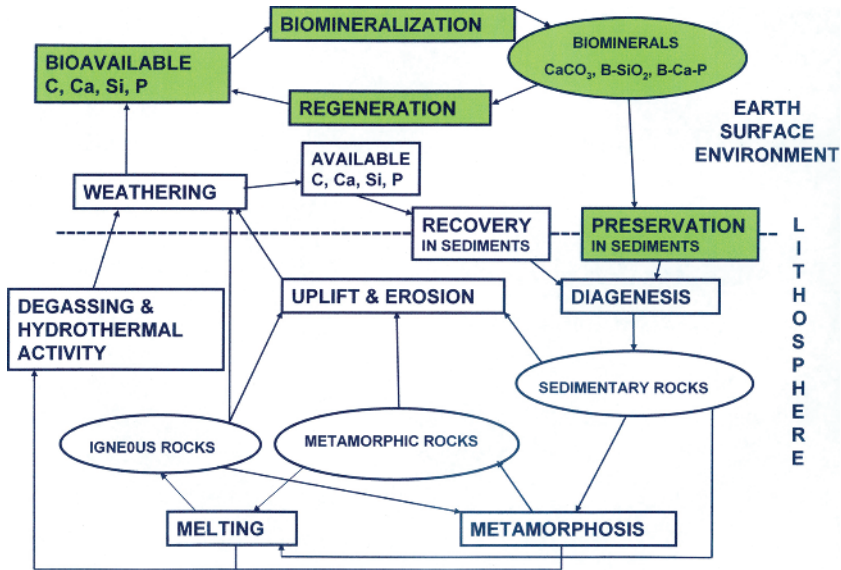 BIOMINERALIZATION
BIOMINERALS
CaCO3, B-SiO2, B-Ca-P
BIOAVAILABLE
C, Ca, Si, P
REGENERATION
EARTH
SURFACE
ENVIRONMENT
AVAILABLE
C, Ca, Si, P
WEATHERING
RECOVERY
IN SEDIMENTS
PRESERVATION
IN SEDIMENTS
LITHOSPHERE
DEGASSING &
HYDROTHERMAL
ACTIVITY
UPLIFT & EROSION
DIAGENESIS
SEDIMENTARY ROCKS
IGNE0US ROCKS
METAMORPHIC ROCKS
MELTING
METAMORPHOSIS